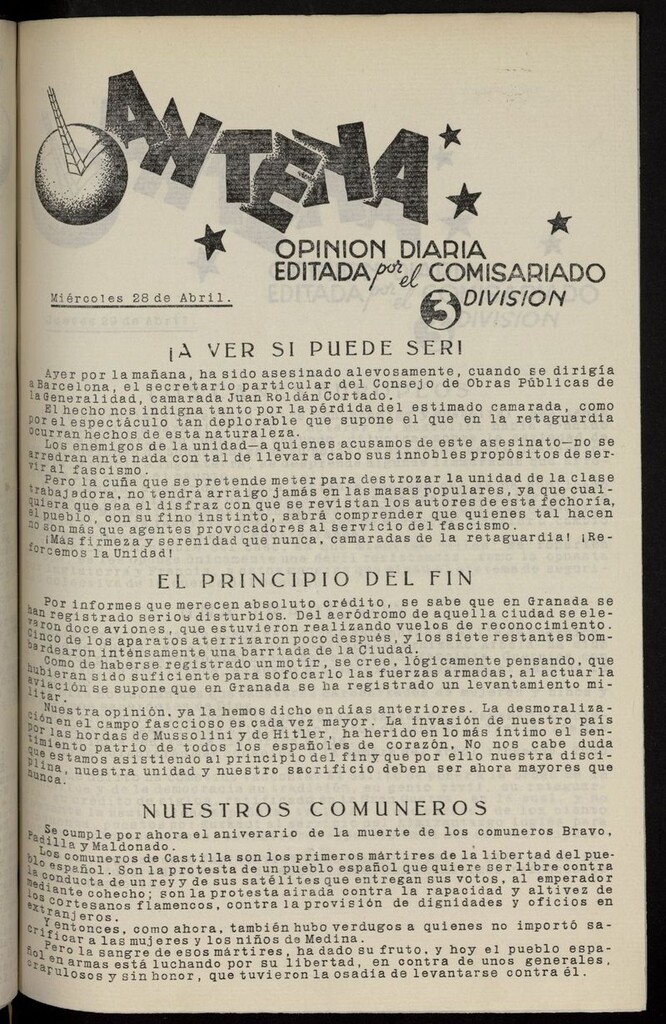 ANTENA
OPINION DIARIA
EDITADA por el COMISARIADO
3 DIVISION
Miércoles 28 de Abril.
¡A VER SI PUEDE SER!
Ayer por la mañana, ha sido asesinado alevosamente, cuando se dirigía
a Barcelona, el secretario particular del Consejo de Obras Públicas de
la Generalidad, camarada Juan Roldán Cortado.
El hecho nos indigna tanto por la pérdida del estimado camarada, como
por el espectáculo tan deplorable que supone el que en la retaguardia
ocurran hechos de esta naturaleza.
Los enemigos de la unidad—a quienes acusamos de este asesinato—no se
arredran ante nada con tal de llevar a cabo sus innobles propósitos de ser-
vir al fascismo.
Pero la cuña que se pretende meter para destrozar la unidad de la clase
trabajadora, no tendrá arraigo jamás en las masas populares, ya que cual-
quiera que sea el disfraz con que se revistan los autores de esta fechoría,
el pueblo, con su fino instinto, sabrá comprender que quienes tal hacen
no son más que agentes provocadores al servicio del fascismo.
¡Más firmeza y serenidad que nunca, camaradas de la retaguardia! ¡Re-
forcemos la Unidad!
EL PRINCIPIO DEL FIN
Por informes que merecen absoluto crédito, se sabe que en Granada se
han registrado serios disturbios. Del aeródromo de aquella ciudad se ele-
varon doce aviones, que estuvieron realizando vuelos de reconocimiento.
Cinco de los aparatos aterrizaron poco después, y los siete restantes bom-
bardearon inténsamente una barriada de la Ciudad.
Como de haberse registrado un motín, se cree, lógicamente pensando, que
hubieran sido suficiente para sofocarlo las fuerzas armadas, al actuar la
aviación se supone que en Granada se ha registrado un levantamiento mi-
litar.
Nuestra opinión, ya la hemos dicho en días anteriores. La desmoraliza-
ción en el campo fasccioso es cada vez mayor. La invasión de nuestro país
por las hordas de Mussolini y de Hitler, ha herido en lo más íntimo el sen-
timiento patrio de todos los españoles de corazón. No nos cabe duda
que estamos asistiendo al principio del fin y que por ello nuestra disci-
plina, nuestra unidad y nuestro sacrificio deben ser ahora mayores que
nunca.
NUESTROS COMUNEROS
Se cumple por ahora el aniverario de la muerte de los comuneros Bravo,
Padilla y Maldonado.
Los comuneros de Castilla son los primeros mártires de la libertad del pue-
blo español. Son la protesta de un pueblo español que quiere ser libre contra
la conducta de un rey y de sus satélites que entregan sus votos, al emperador
mediante cohecho; son la protesta airada contra la rapacidad y altivez de
los cortesanos flamencos, contra la provisión de dignidades y oficios en
extranjeros.
Y entonces, como ahora, también hubo verdugos a quienes no importó sa-
crificar a las mujeres y los niños de Medina.
Pero la sangre de esos mártires, ha dado su fruto, y hoy el pueblo espa-
ñol en armas está luchando por su libertad, en contra de unos generales,
crapulosos y sin honor, que tuvieron la osadia de levantarse contra él.